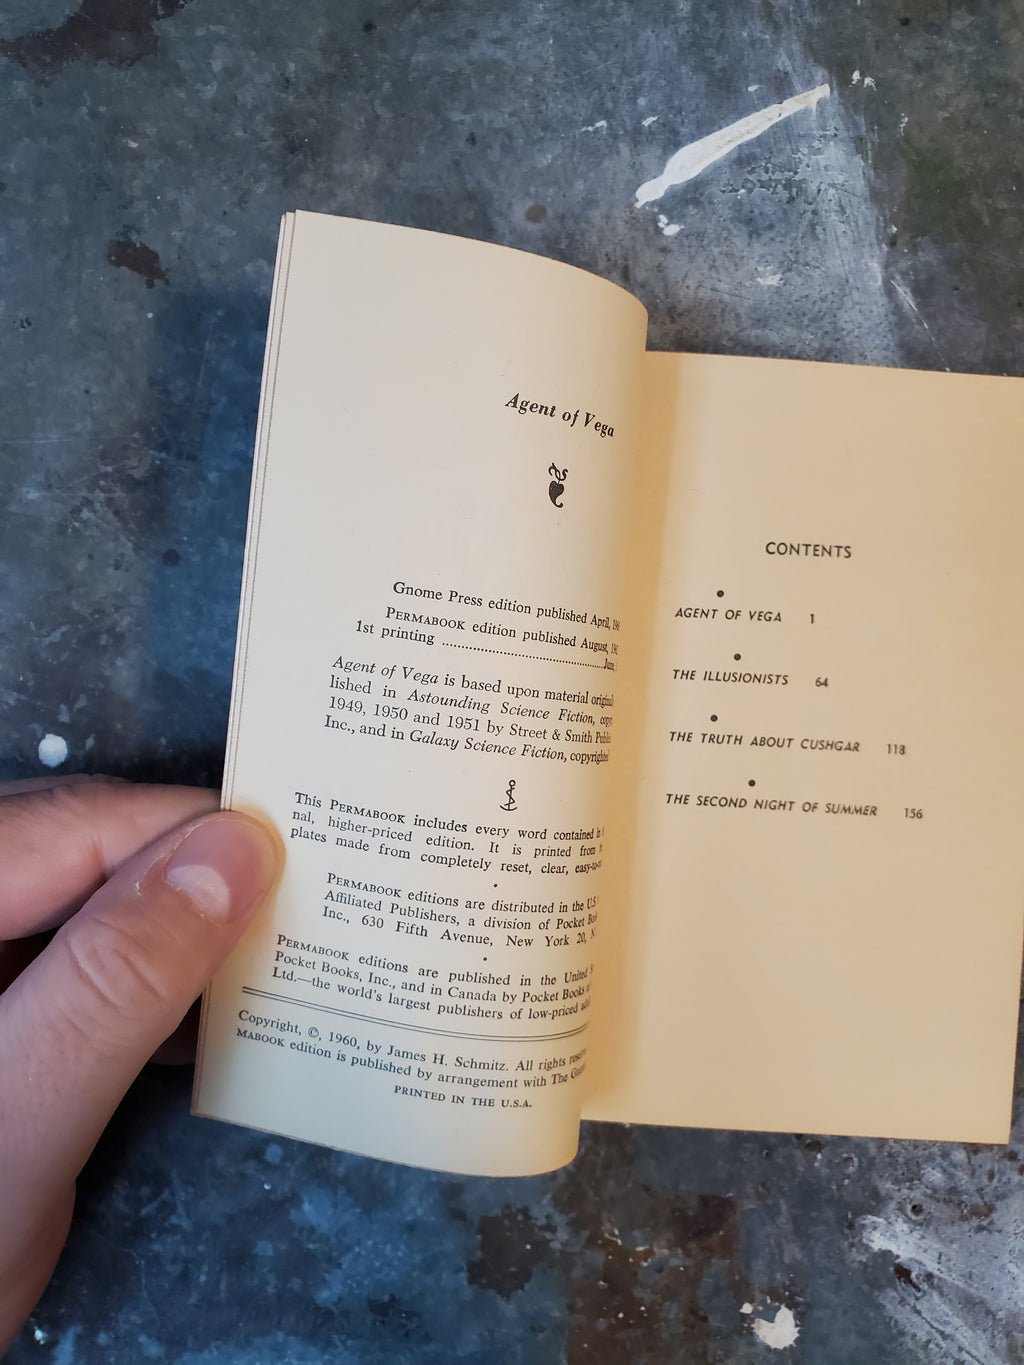 Agent of Vega
Gnome Press edition published April,
PERMABOOK edition published August,
1st printing ..........................................June,
Agent of Vega is based upon material
lished in Astounding Science Fiction,
1949, 1950 and 1951 by Street & Smith
Inc., and in Galaxy Science Fiction, copyrighted
This PERMABOOK includes every word contained in
nal, higher-priced edition. It is printed from
plates made from completely reset, clear,
PERMABOOK editions are distributed in the U.S.
Affiliated Publishers, a division of Pocket
Inc., 630 Fifth Avenue, New York 20,
PERMABOOK editions are published in the United
Pocket Books, Inc., and in Canada by Pocket Books
Ltd.—the world's largest publishers of low-priced
Copyright, ©, 1960, by James H. Schmitz. All rights
MABOOK edition is published by arrangement with The
PRINTED IN THE U.S.A.
CONTENTS
AGENT OF VEGA 1
THE ILLUSIONISTS 64
THE TRUTH ABOUT CUSHGAR 118
THE SECOND NIGHT OF SUMMER 156